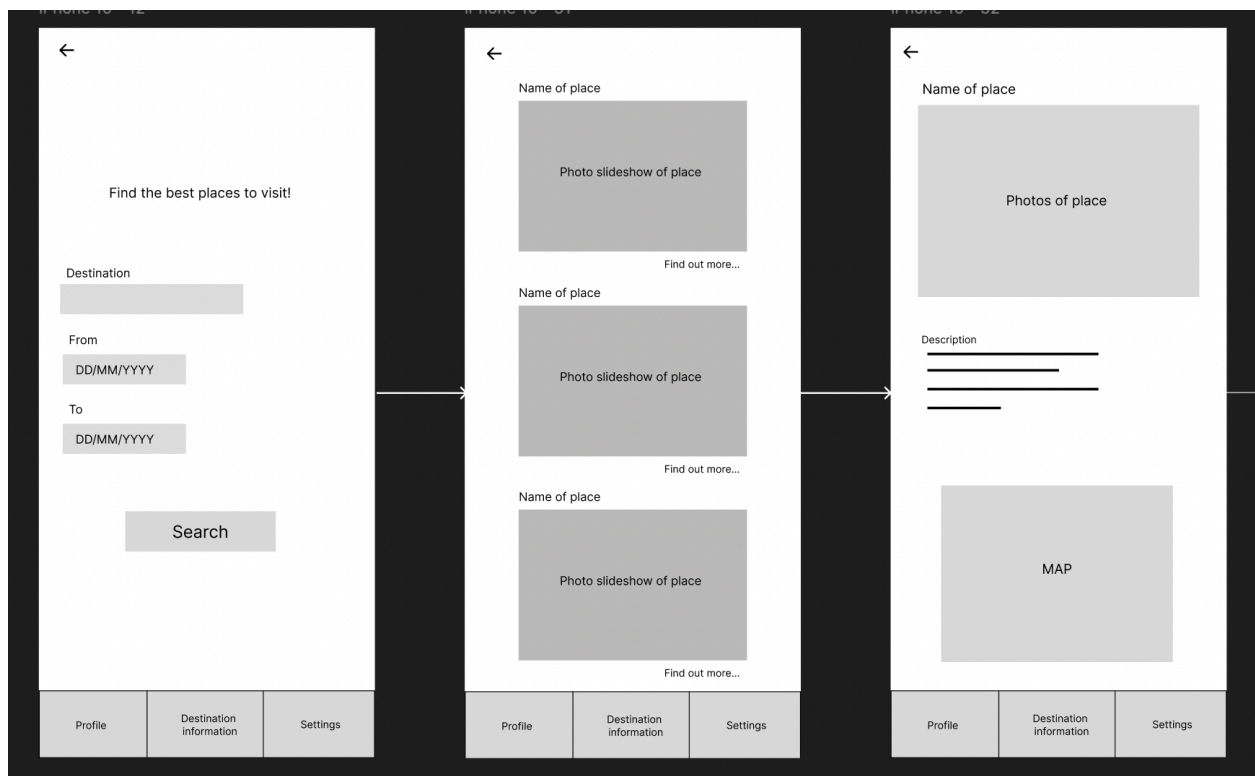 Find the best places to visit!
Destination
From
DD/MM/YYYY
To
DD/MM/YYYY
Search
Profile
Destination
information
Settings
Name of place
Photo slideshow of place
Find out more...
Name of place
Photo slideshow of place
Find out more...
Name of place
Photo slideshow of place
Find out more...
Profile
Destination
information
Settings
Name of place
Photos of place
Description
MAP
Profile
Destination
information
Settings